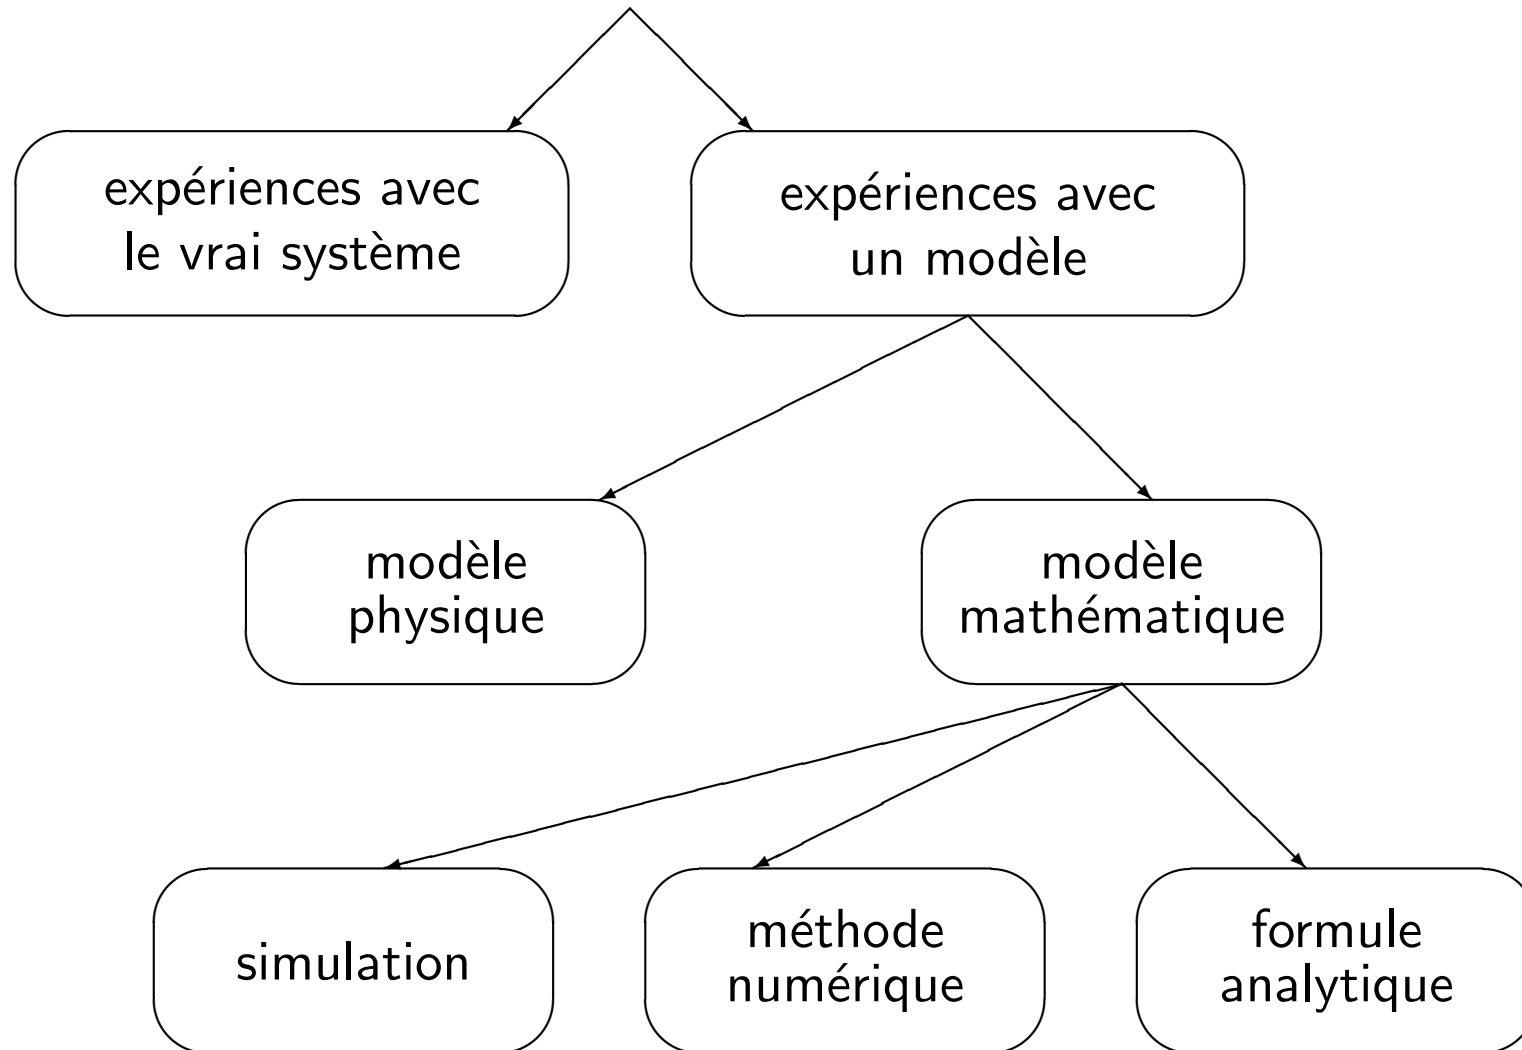 expériences avec
le vrai système
expériences avec
un modèle
modèle
physique
modèle
mathématique
simulation
méthode
numérique
formule
analytique